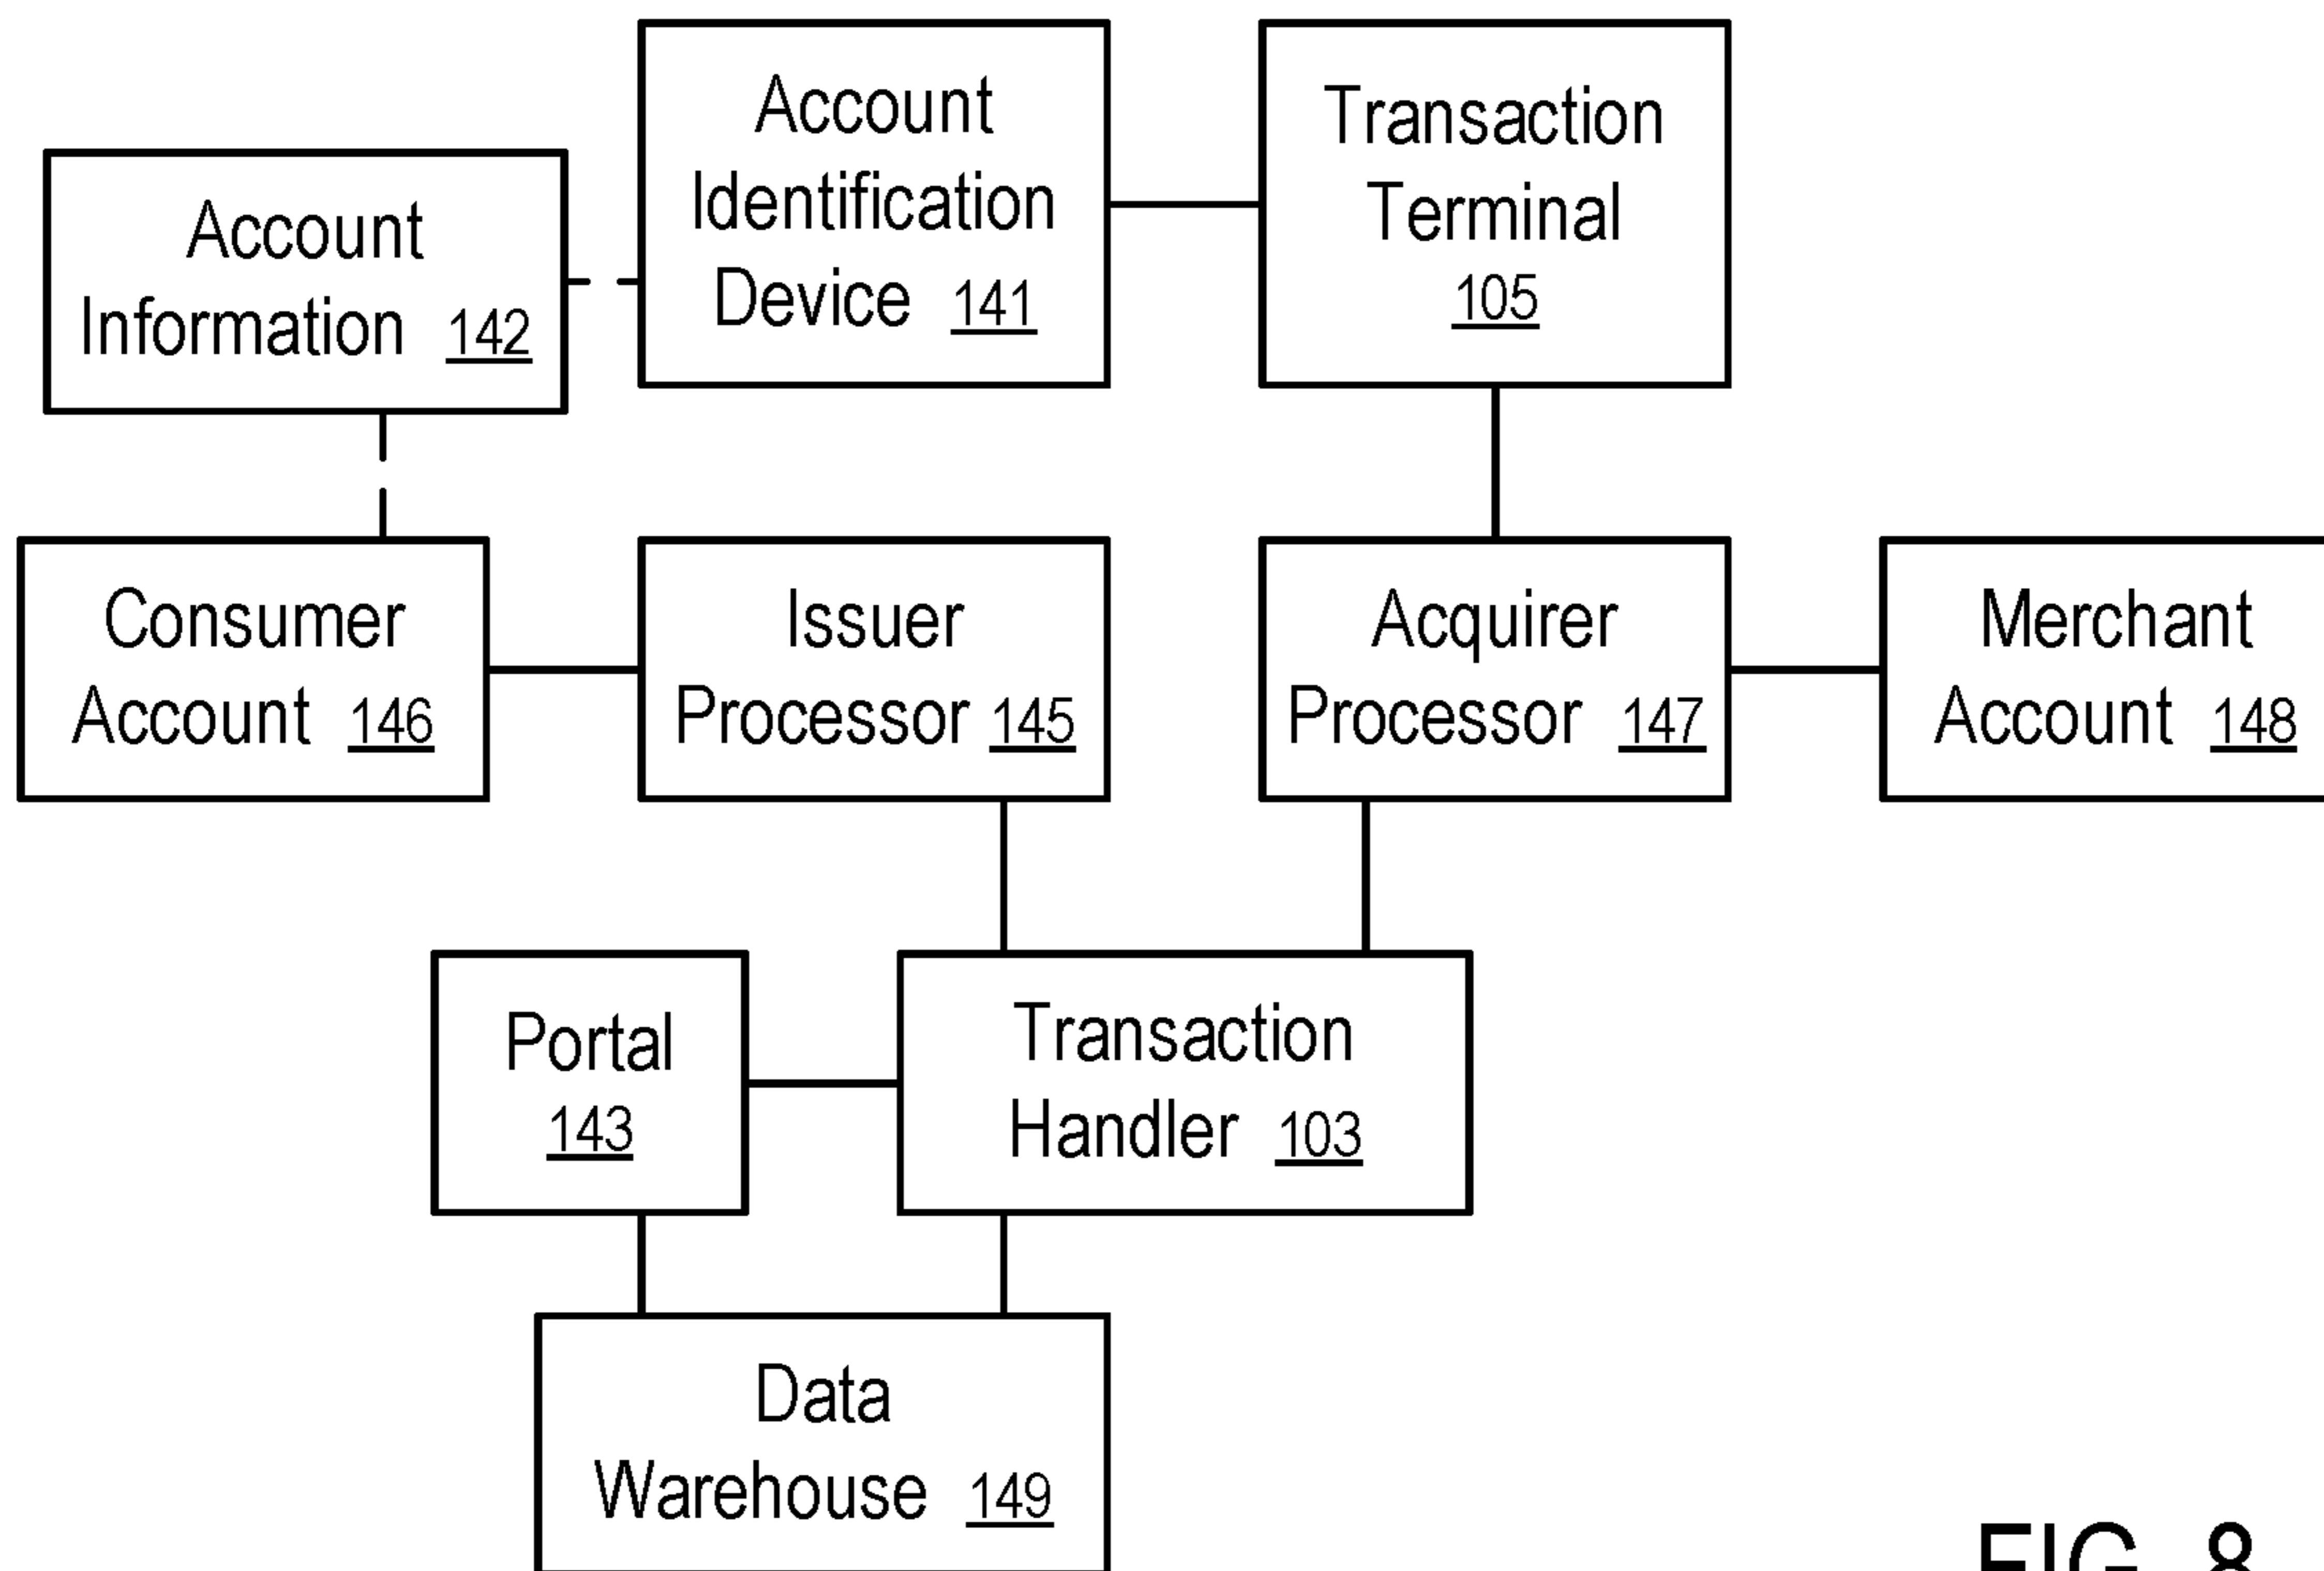 Account
Identification
Device 141
Transaction
Terminal
105
Account
Information 142
Consumer
Account 146
Issuer
Processor 145
Acquirer
Processor 147
Merchant
Account 148
Portal
143
Transaction
Handler 103
Data
Warehouse 149
FIG. 8